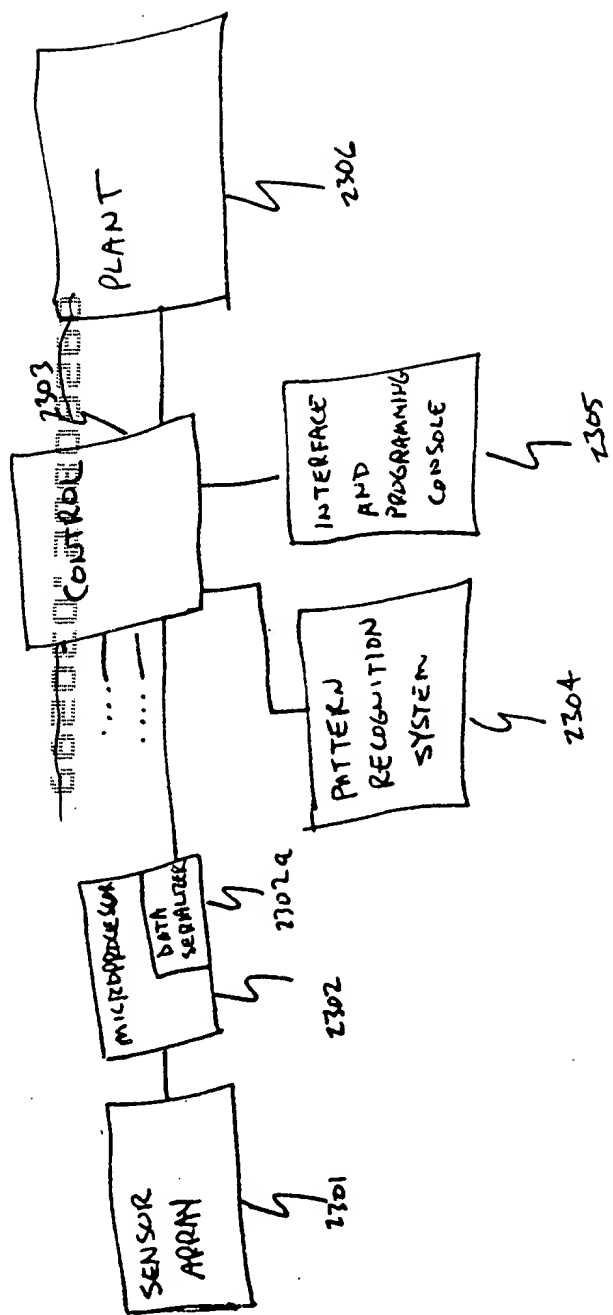 SENSOR
ARRAY
2301
MICROPROCESSOR
DATA
SERIALIZER
2302a
2302
CONTROL
2303
PATTERN
RECOGNITION
SYSTEM
2304
INTERFACE
AND
PROGRAMMING
CONSOLE
2305
PLANT
2306